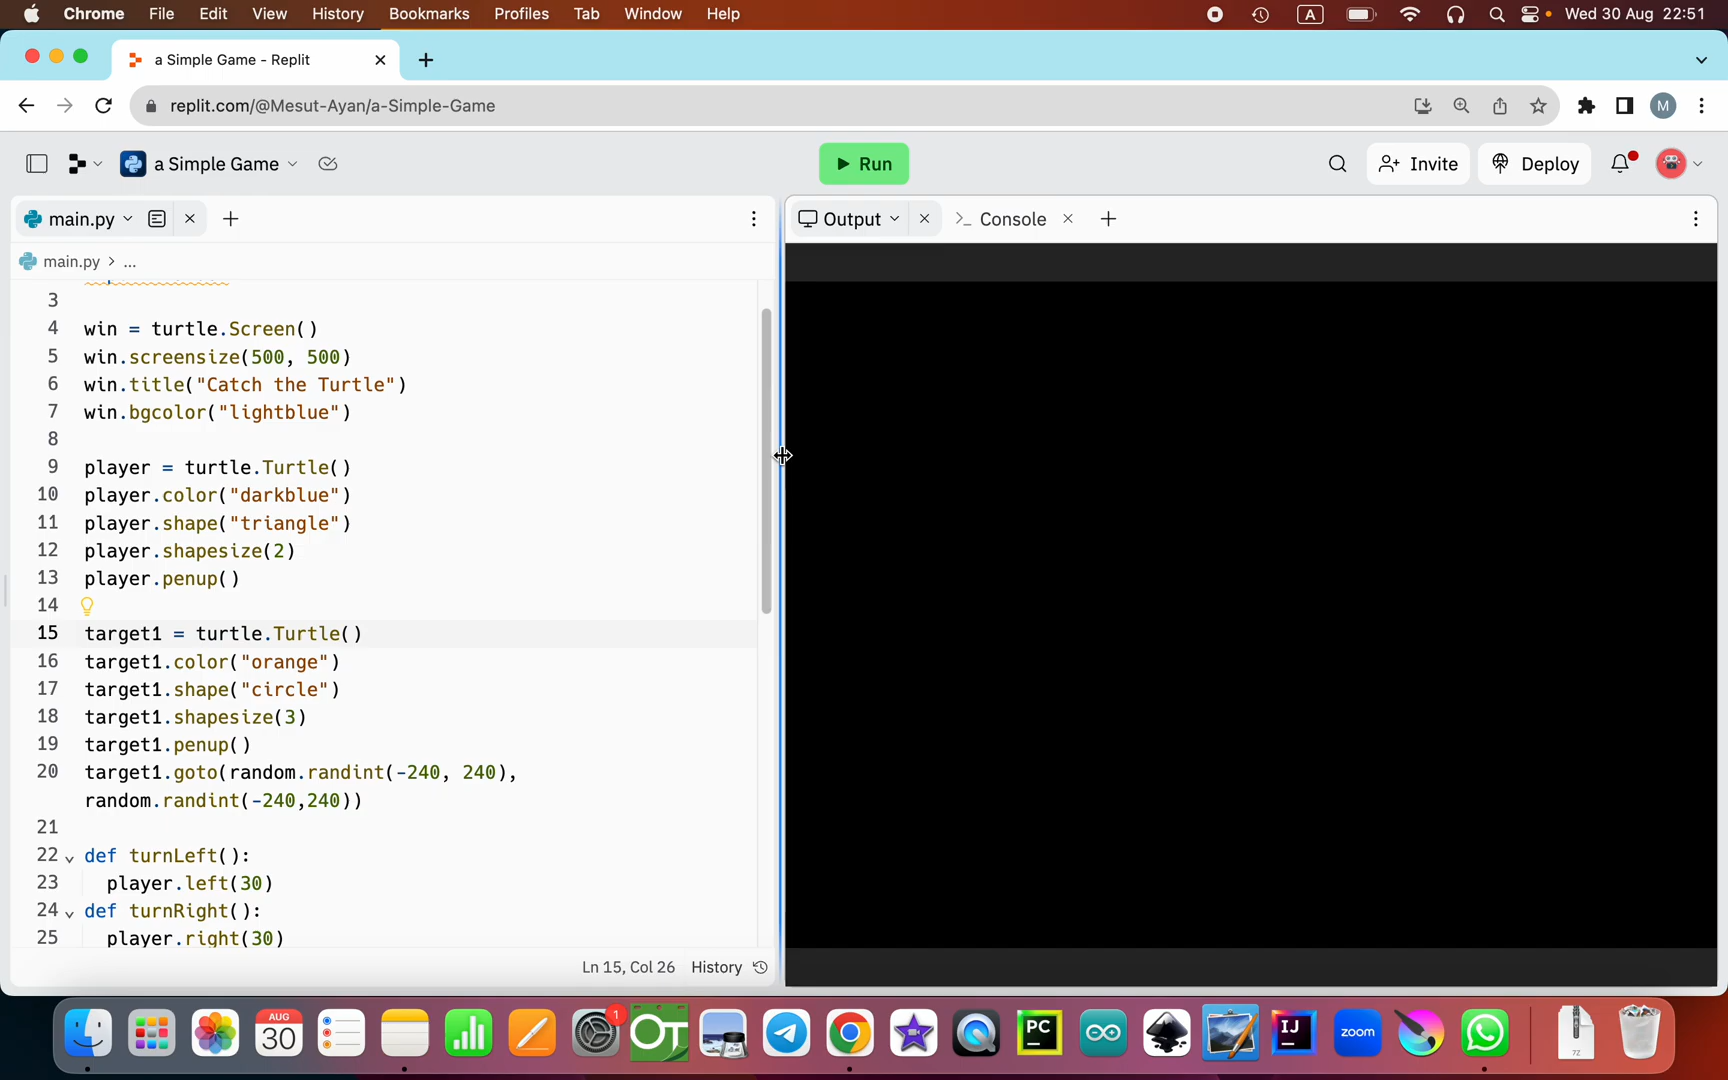 Chrome File Edit View History Bookmarks Profiles Tab Window Help A Wed 30 Aug 22:51
a Simple Game - Replit
replit.com/@Mesut-Ayan/a-Simple-Game M
a Simple Game Run Invite Deploy
main.py Output Console
main.py > ...
3
4 win = turtle.Screen()
5 win.screensize(500, 500)
6 win.title("Catch the Turtle")
7 win.bgcolor("lightblue")
8
9 player = turtle.Turtle()
10 player.color("darkblue")
11 player.shape("triangle")
12 player.shapesize(2)
13 player.penup()
14
15 target1 = turtle.Turtle()
16 target1.color("orange")
17 target1.shape("circle")
18 target1.shapesize(3)
19 target1.penup()
20 target1.goto(random.randint(-240, 240),
random.randint(-240,240))
21
22 def turnLeft():
23 player.left(30)
24 def turnRight():
25 player.right(30)
Ln 15, Col 26 History
AUG
30 1 OT PC IJ zoom 7Z